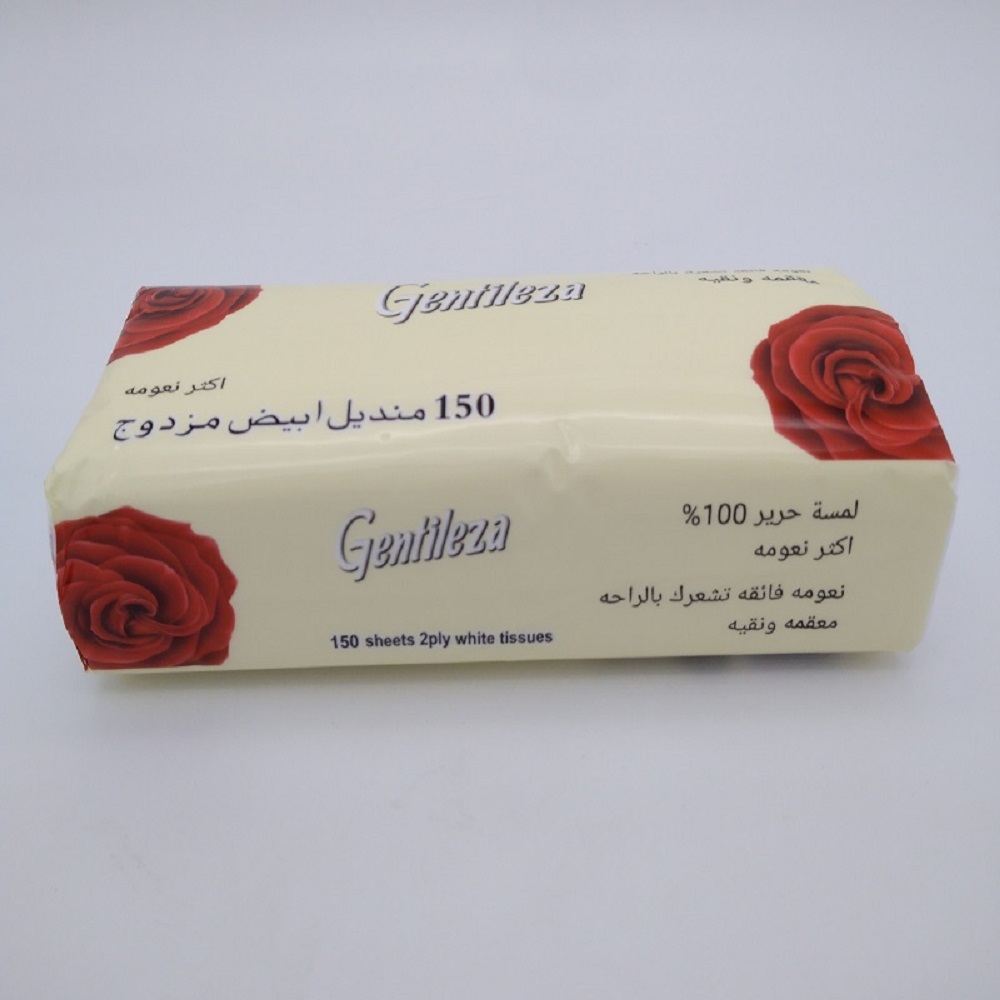 Gentileza
معقمه ونقيه
اكثر نعومه
150 منديل ابيض مزدوج
Gentileza
150 sheets 2ply white tissues
لمسة حرير 100%
اكثر نعومه
نعومه فائقه تشعرك بالراحه
معقمه ونقيه